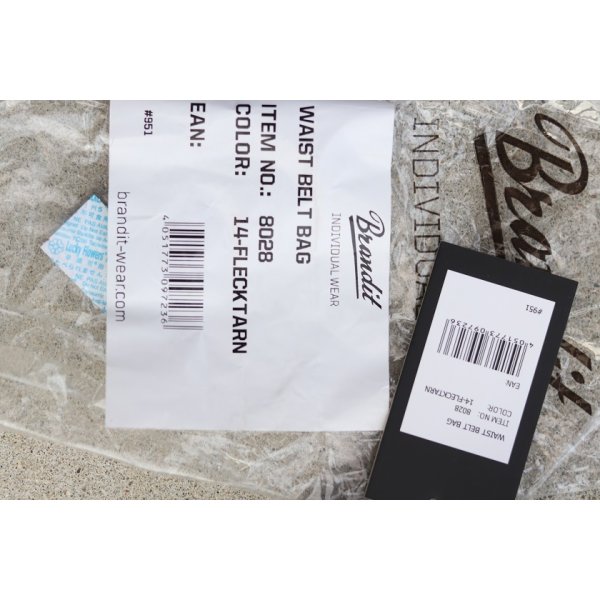 Brandit
INDIVIDUAL WEAR
WAIST BELT BAG
ITEM NO.: 8028
COLOR: 14-FLECKTARN
EAN:
4051773097236
#951
brandit-wear.com
Brandit
INDIVIDUAL
WAIST BELT BAG
ITEM NO.: 8028
COLOR: 14-FLECKTARN
EAN:
4051773097236
#951